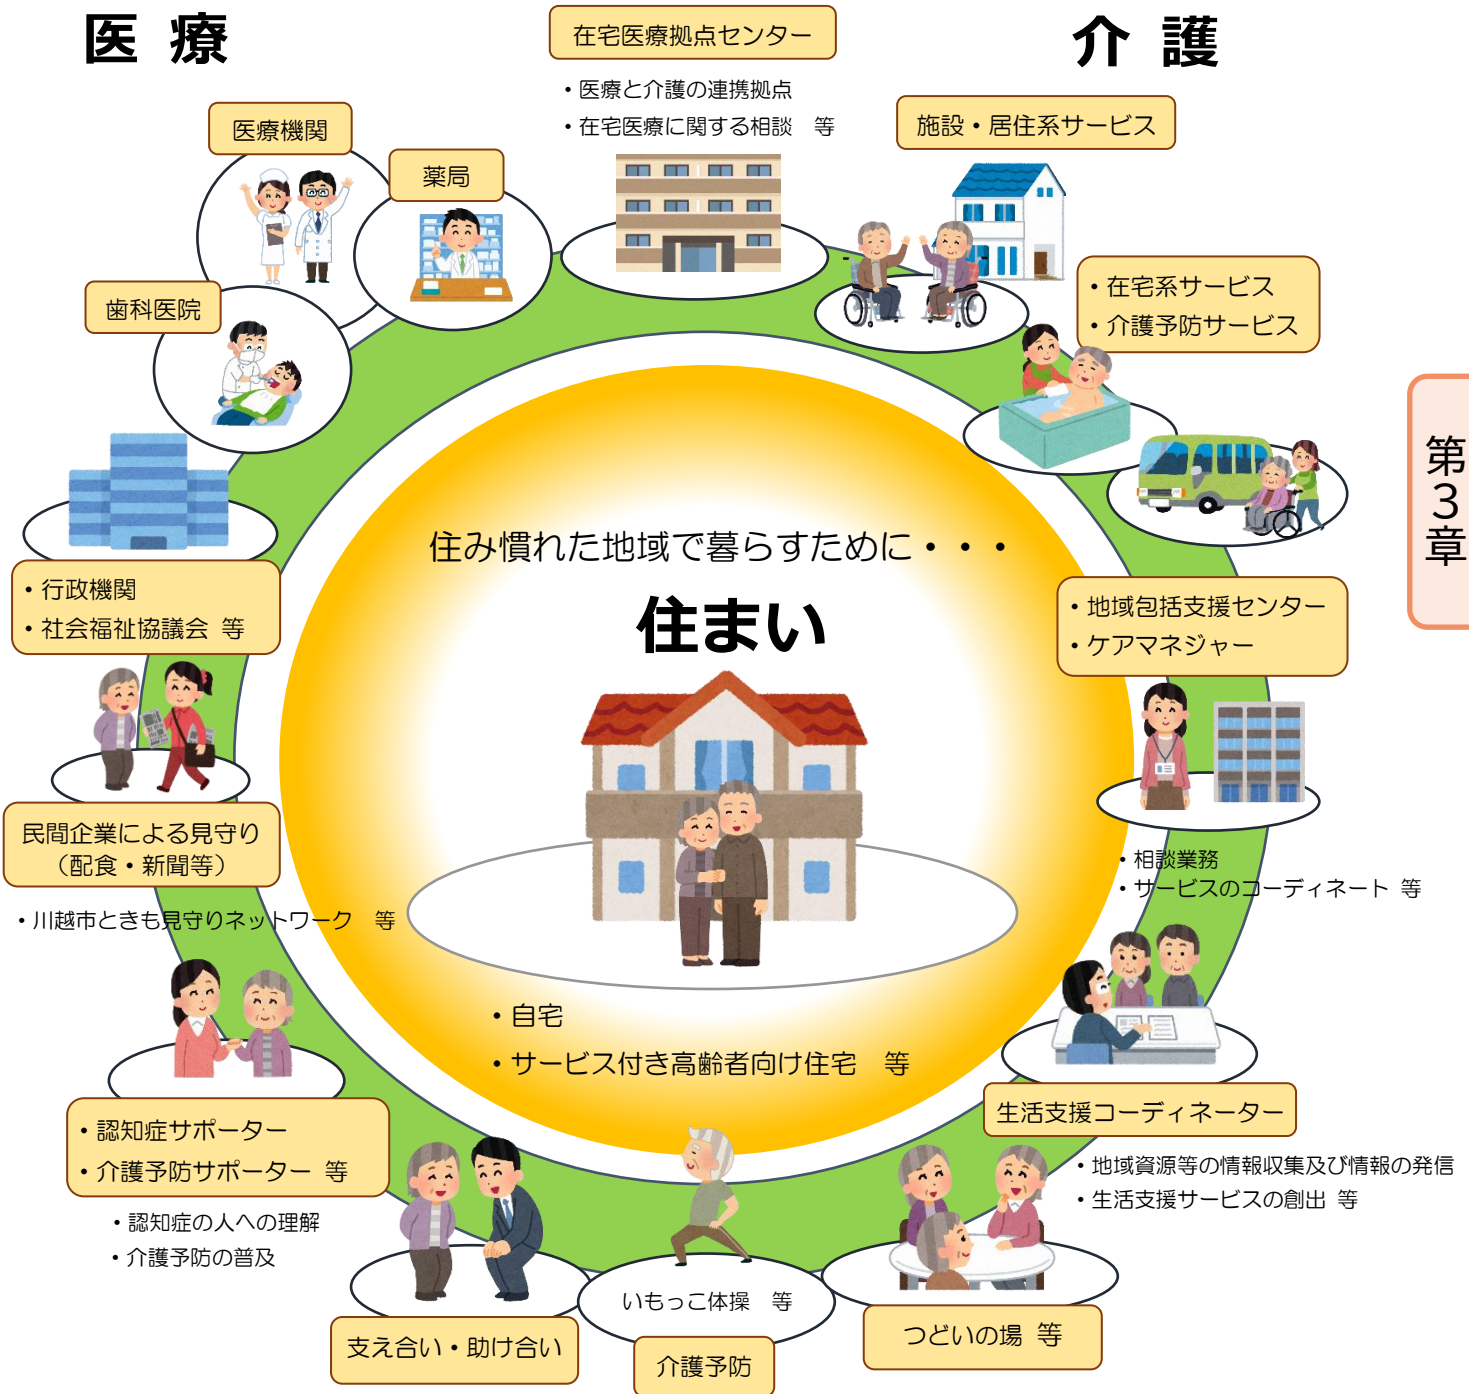 医 療
在宅医療拠点センター
・医療と介護の連携拠点
・在宅医療に関する相談　等
介 護
医療機関
薬局
歯科医院
施設・居住系サービス
・在宅系サービス
・介護予防サービス
第３章
・行政機関
・社会福祉協議会 等
住み慣れた地域で暮らすために・・・
住まい
・地域包括支援センター
・ケアマネジャー
・相談業務
・サービスのコーディネート 等
民間企業による見守り
（配食・新聞等）
・川越市ときも見守りネットワーク　等
・自宅
・サービス付き高齢者向け住宅　等
生活支援コーディネーター
・地域資源等の情報収集及び情報の発信
・生活支援サービスの創出 等
・認知症サポーター
・介護予防サポーター 等
・認知症の人への理解
・介護予防の普及
支え合い・助け合い
いもっこ体操　等
介護予防
つどいの場 等